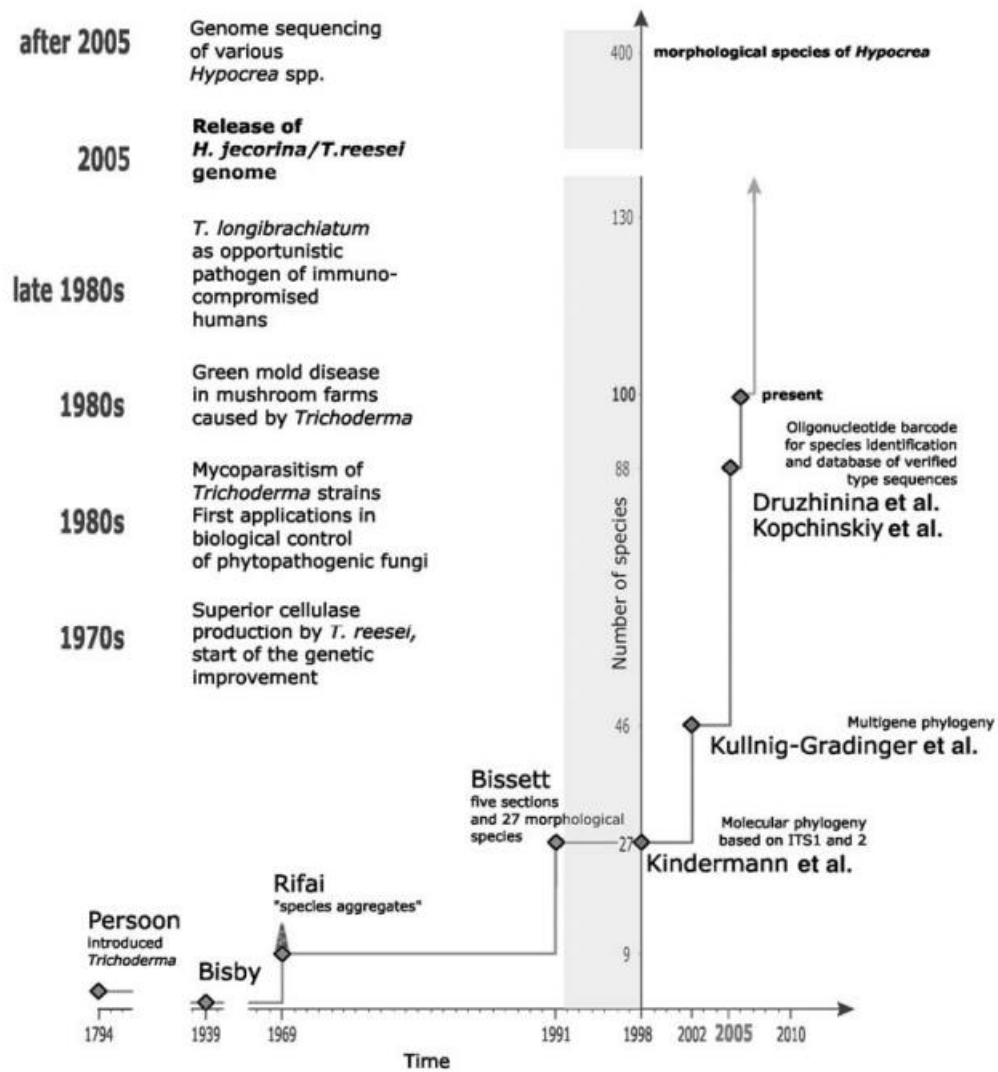 after 2005
Genome sequencing
of various
Hypocrea spp.
2005
Release of
H. jecorina/T.reesei
genome
late 1980s
T. longibrachiatum
as opportunistic
pathogen of immuno-
compromised
humans
1980s
Green mold disease
in mushroom farms
caused by Trichoderma
1980s
Mycoparasitism of
Trichoderma strains
First applications in
biological control
of phytopathogenic fungi
1970s
Superior cellulase
production by T. reesei,
start of the genetic
improvement
400
morphological species of Hypocrea
130
100
present
88
Oligonucleotide barcode
for species identification
and database of verified
type sequences
Druzhinina et al.
Kopchinskiy et al.
Number of species
46
Multigene phylogeny
Kullnig-Gradinger et al.
Bissett
five sections
and 27 morphological
species
27
Molecular phylogeny
based on ITS1 and 2
Kindermann et al.
Rifai
"species aggregates"
9
Persoon
introduced
Trichoderma
Bisby
1794 1939 1969 1991 1998 2002 2005 2010
Time